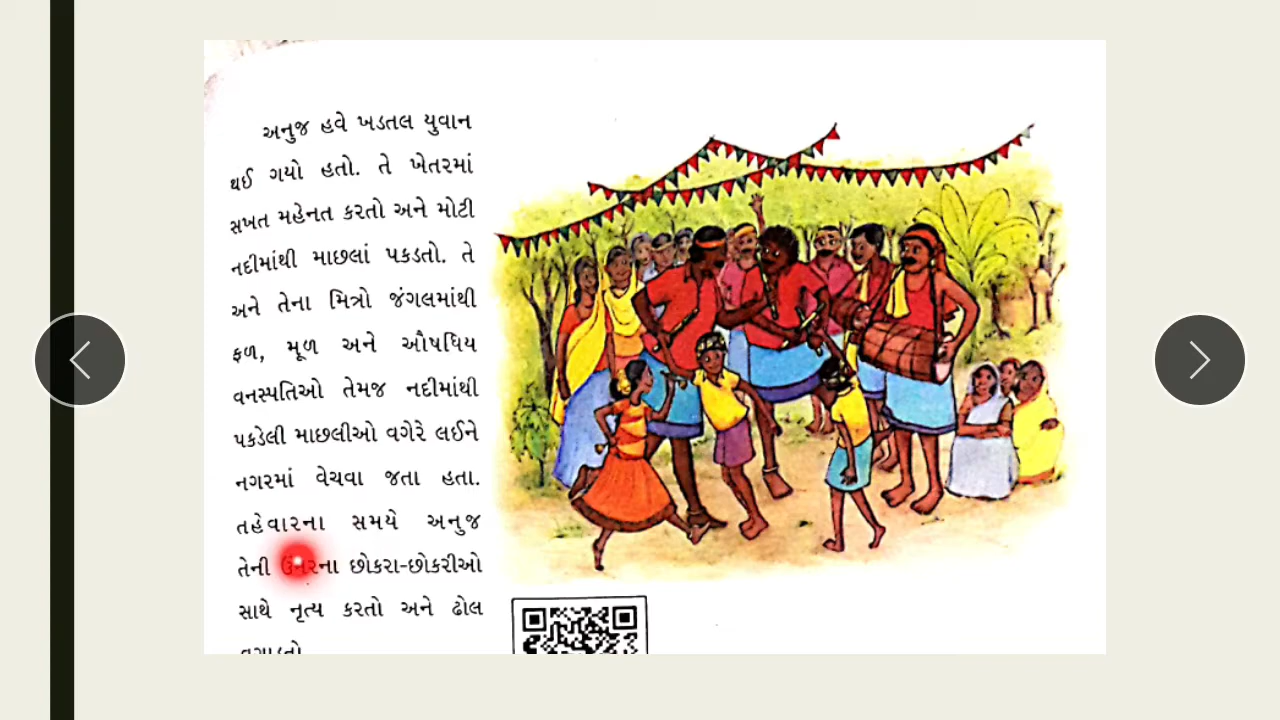 અનુજ હવે ખડતલ યુવાન
થઈ ગયો હતો. તે ખેતરમાં
સખત મહેનત કરતો અને મોટી
નદીમાંથી માછલાં પકડતો. તે
અને તેના મિત્રો જંગલમાંથી
ફળ, મૂળ અને ઔષધિય
વનસ્પતિઓ તેમજ નદીમાંથી
પકડેલી માછલીઓ વગેરે લઈને
નગરમાં વેચવા જતા હતા.
તહેવારના સમયે અનુજ
તેની ઉંમરના છોકરા-છોકરીઓ
સાથે નૃત્ય કરતો અને ઢોલ